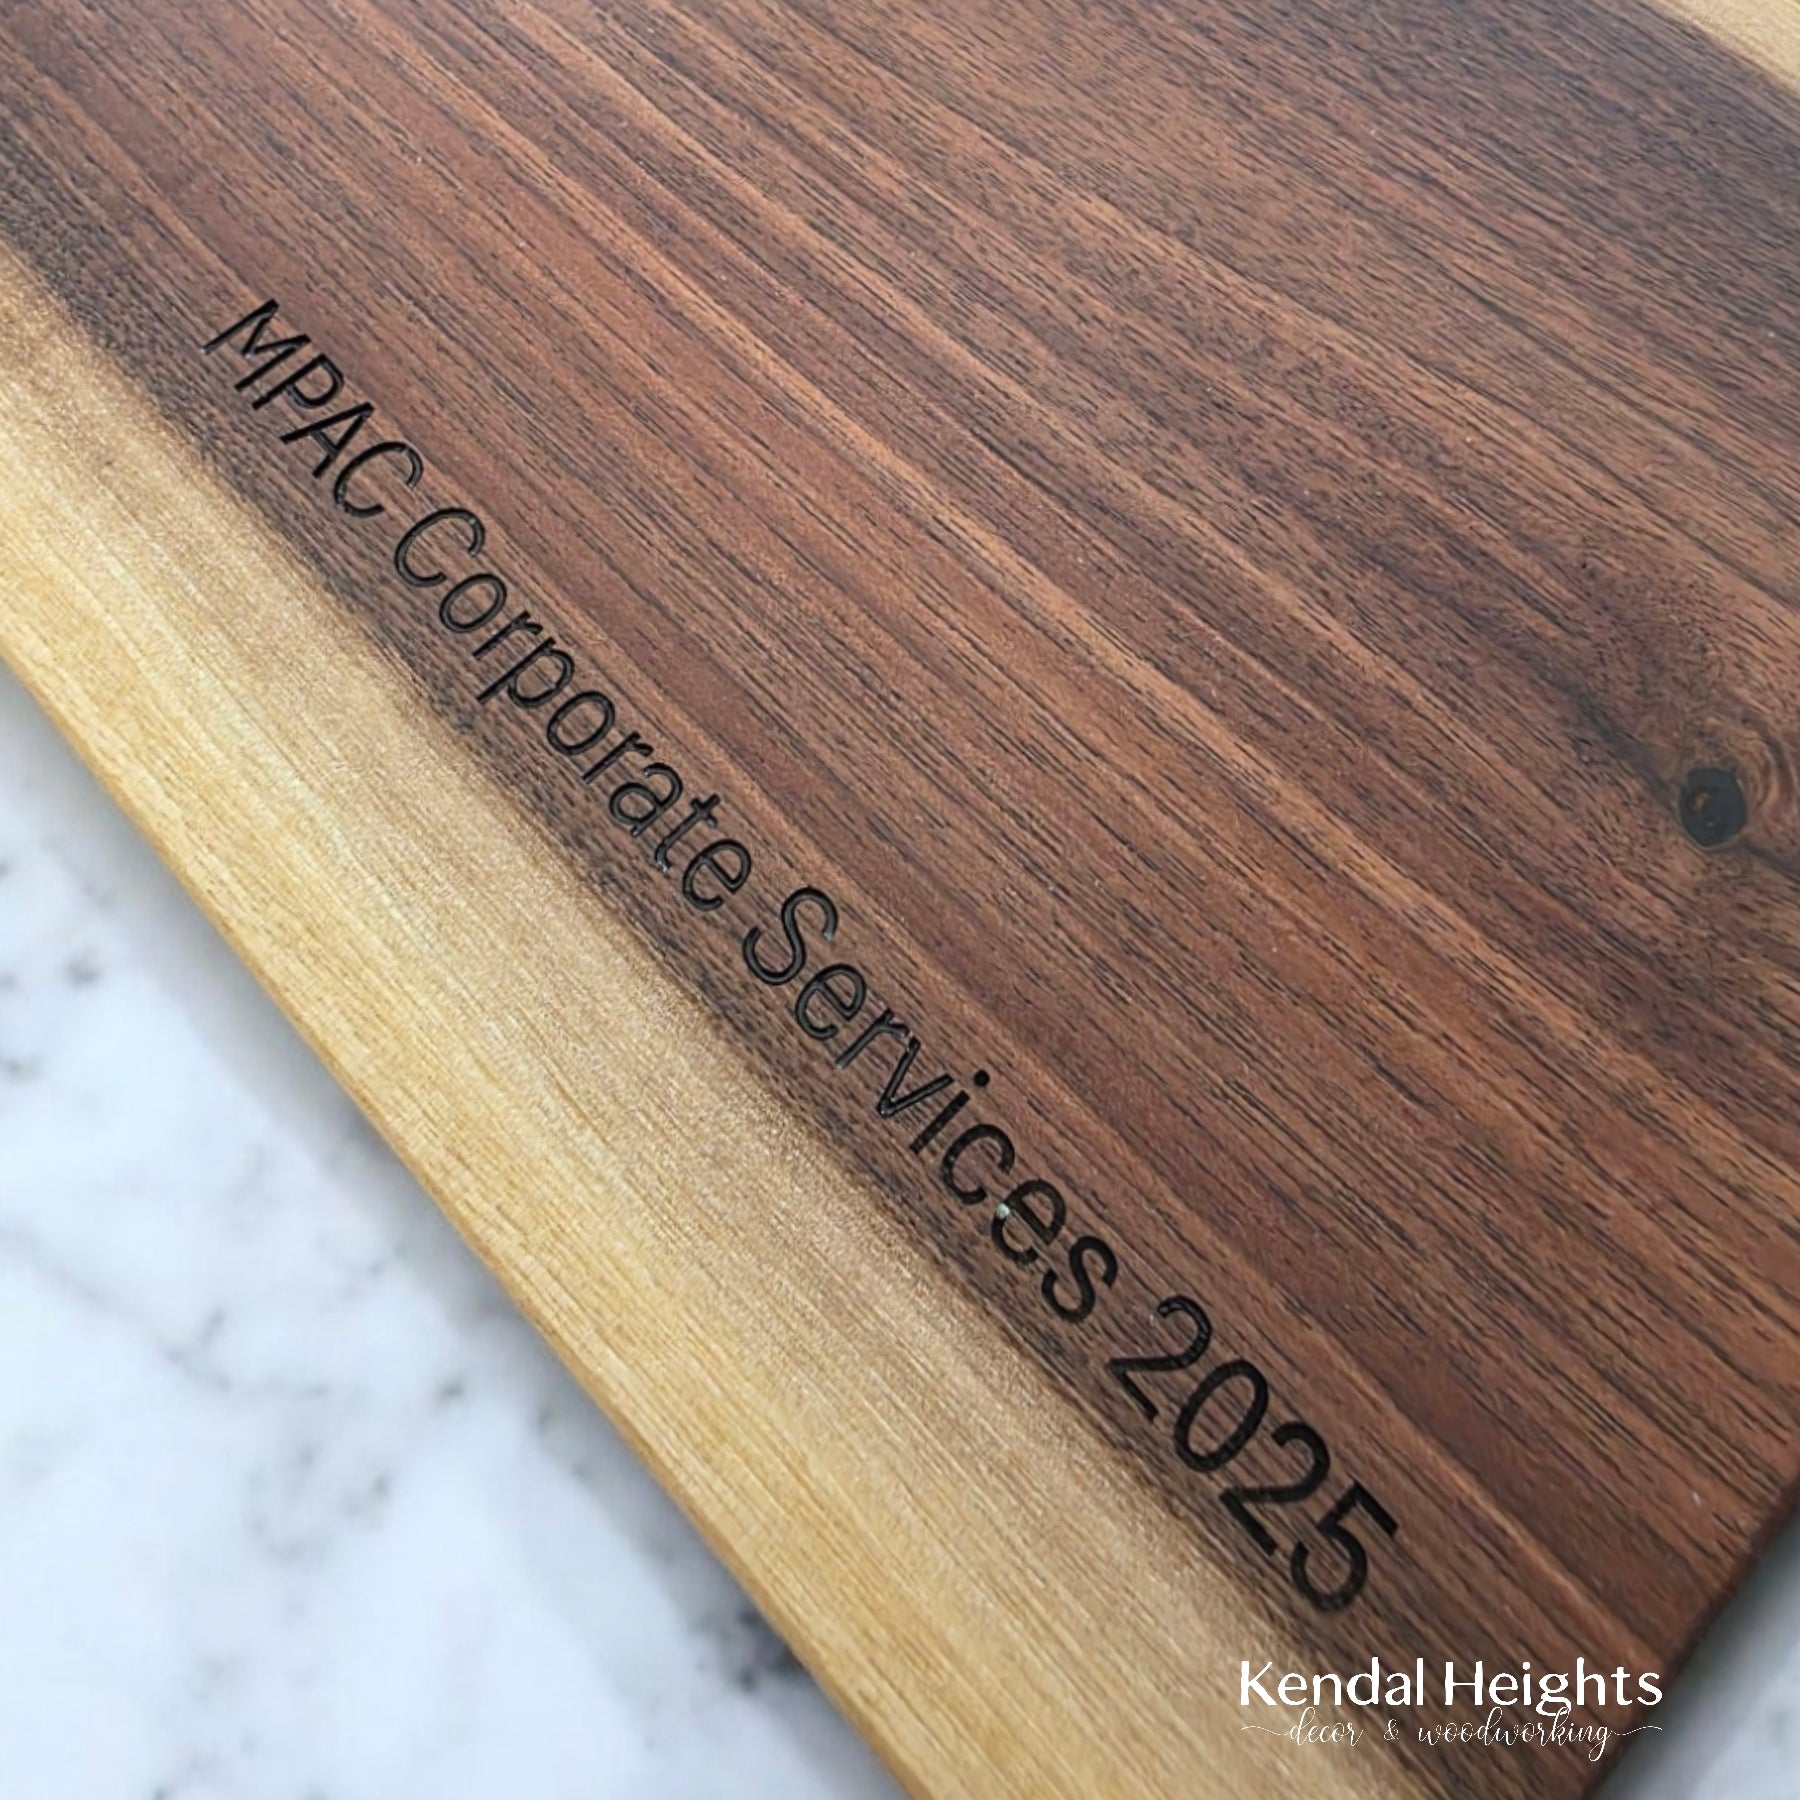 MPAC Corporate Services 2025
Kendal Heights
decor & woodworking